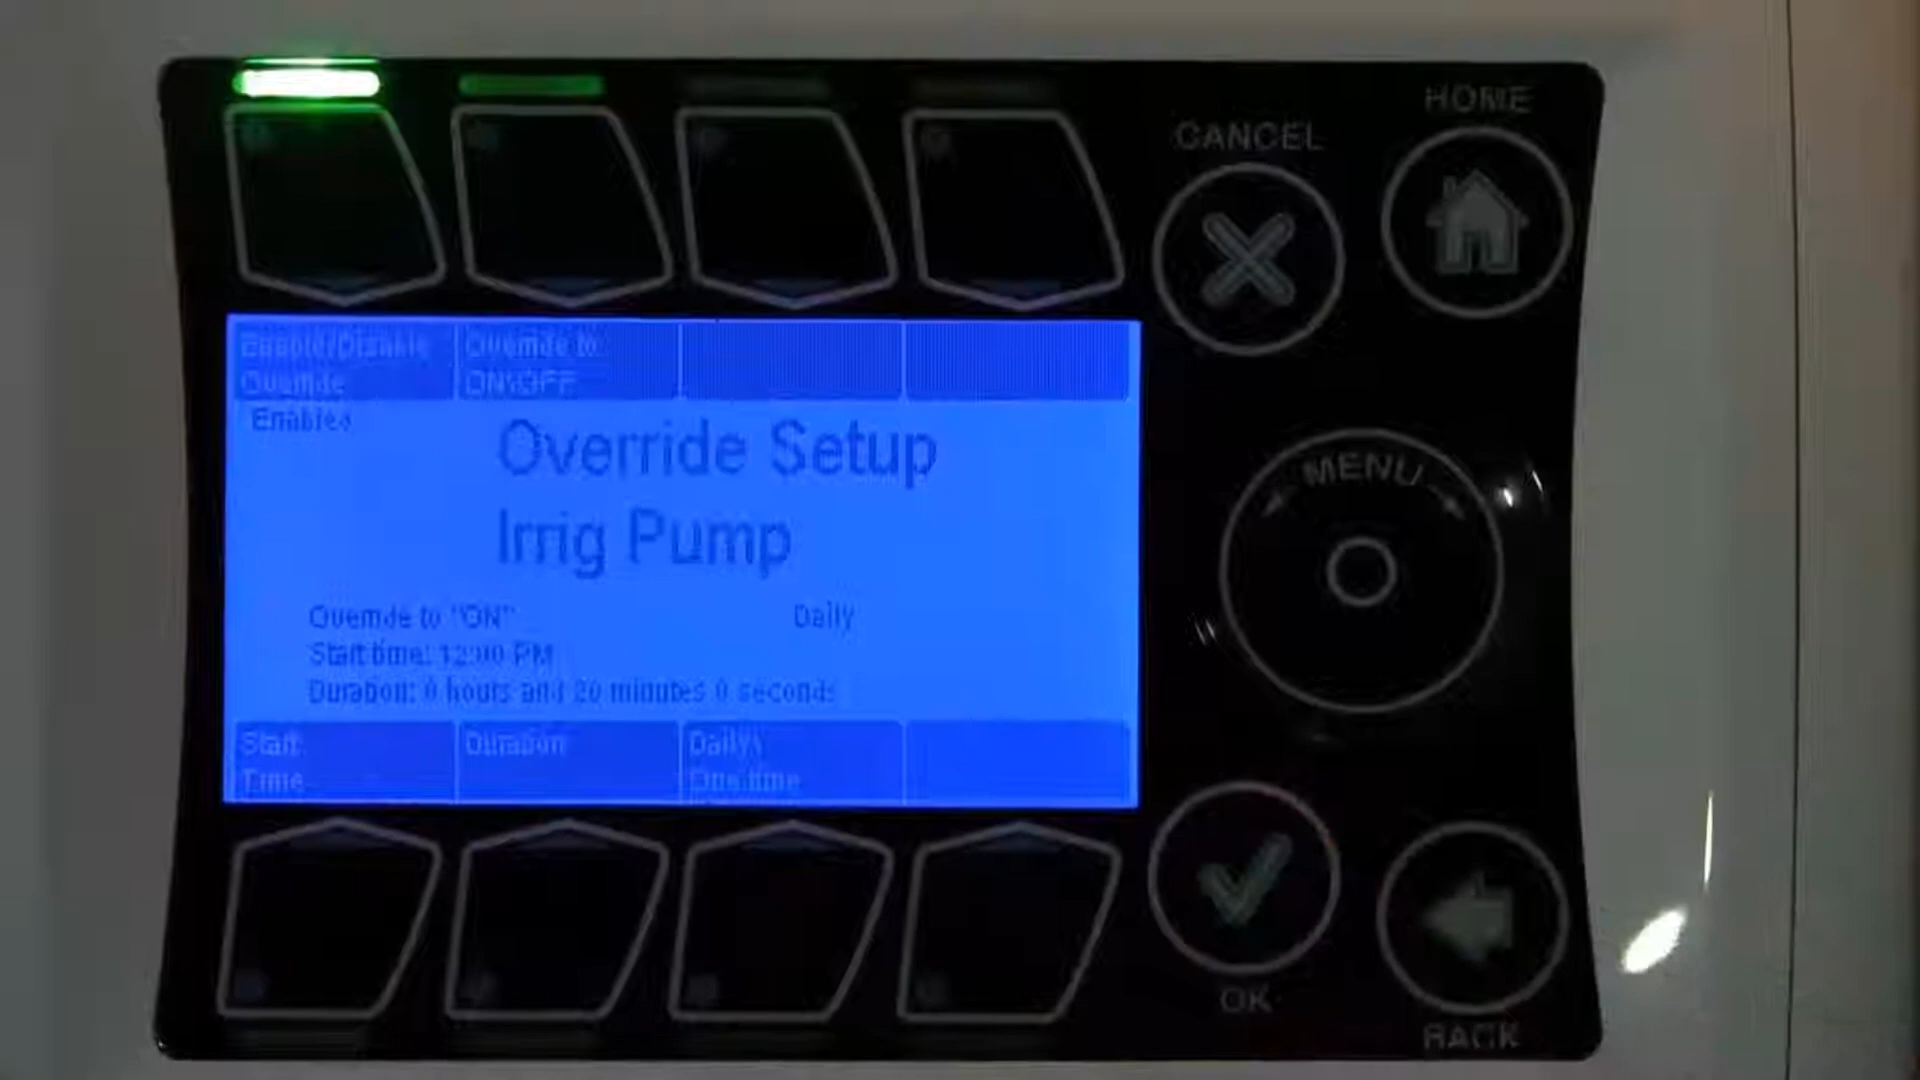 HOME
CANCEL
Enable/Disable
Override
Override to
ON\OFF
Enabled
Override Setup
Irrig Pump
MENU
Override to "ON"
Daily
Start time: 12:00 PM
Duration: 0 hours and 20 minutes 0 seconds
Start
Time
Duration
Daily\
One time
OK
BACK